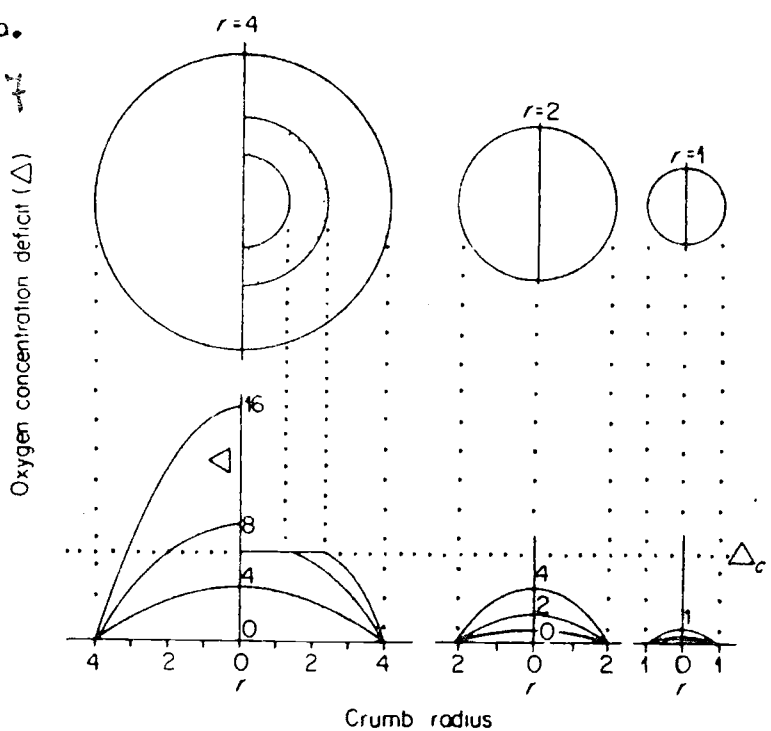 a.
r=4
r=2
r=1
Oxygen concentration deficit (△)
16
△
8
4
0
4 2 0 2 4
r
4
2
0
2 0 2
r
1
1 0 1
r
△c
Crumb radius